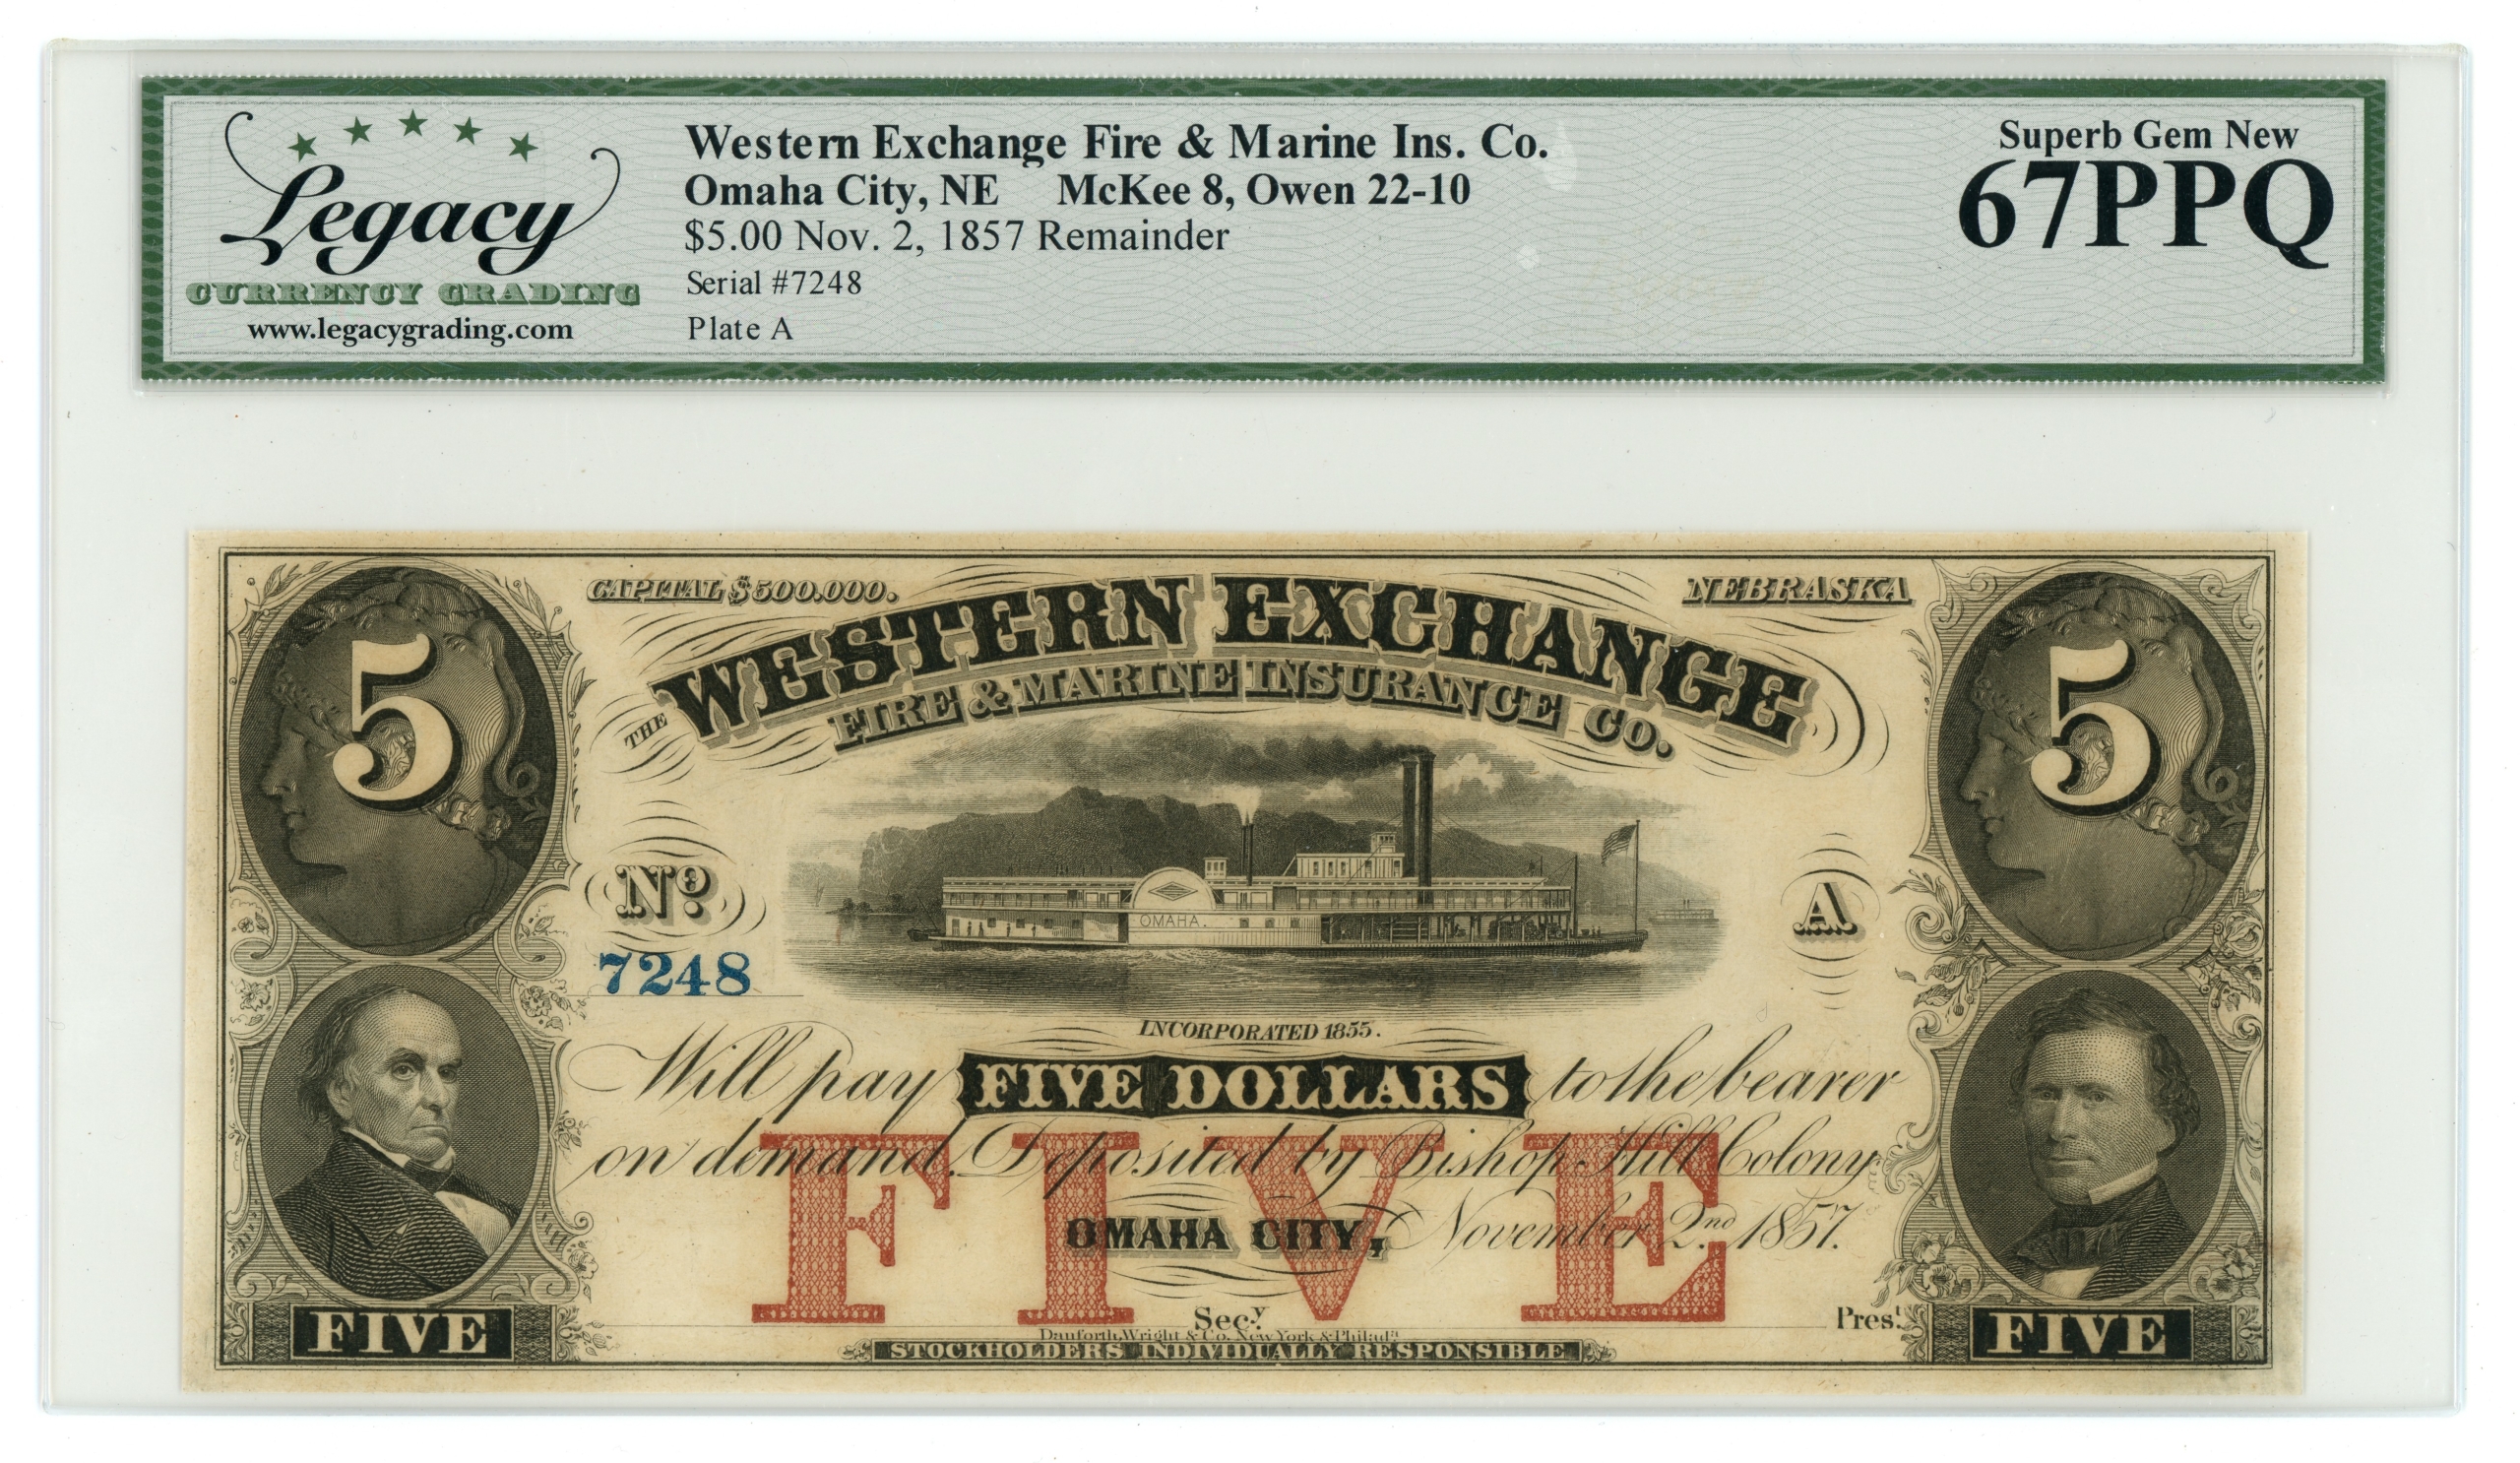 Legacy
CURRENCY GRADING
www.legacygrading.com
Western Exchange Fire & Marine Ins. Co.
Omaha City, NE McKee 8, Owen 22-10
$5.00 Nov. 2, 1857 Remainder
Serial #7248
Plate A
Superb Gem New
67PPQ
CAPITAL $500.000.
NEBRASKA
THE WESTERN EXCHANGE
FIRE & MARINE INSURANCE CO.
5
5
Nº
7248
OMAHA.
A
INCORPORATED 1855.
Will pay FIVE DOLLARS to the bearer
on demand. Deposited by Bishop Hill Colony
FIVE
OMAHA CITY, November 2nd. 1857.
Secy.
Prest.
Danforth, Wright & Co. New York & Philada.
STOCKHOLDERS INDIVIDUALLY RESPONSIBLE
FIVE
FIVE